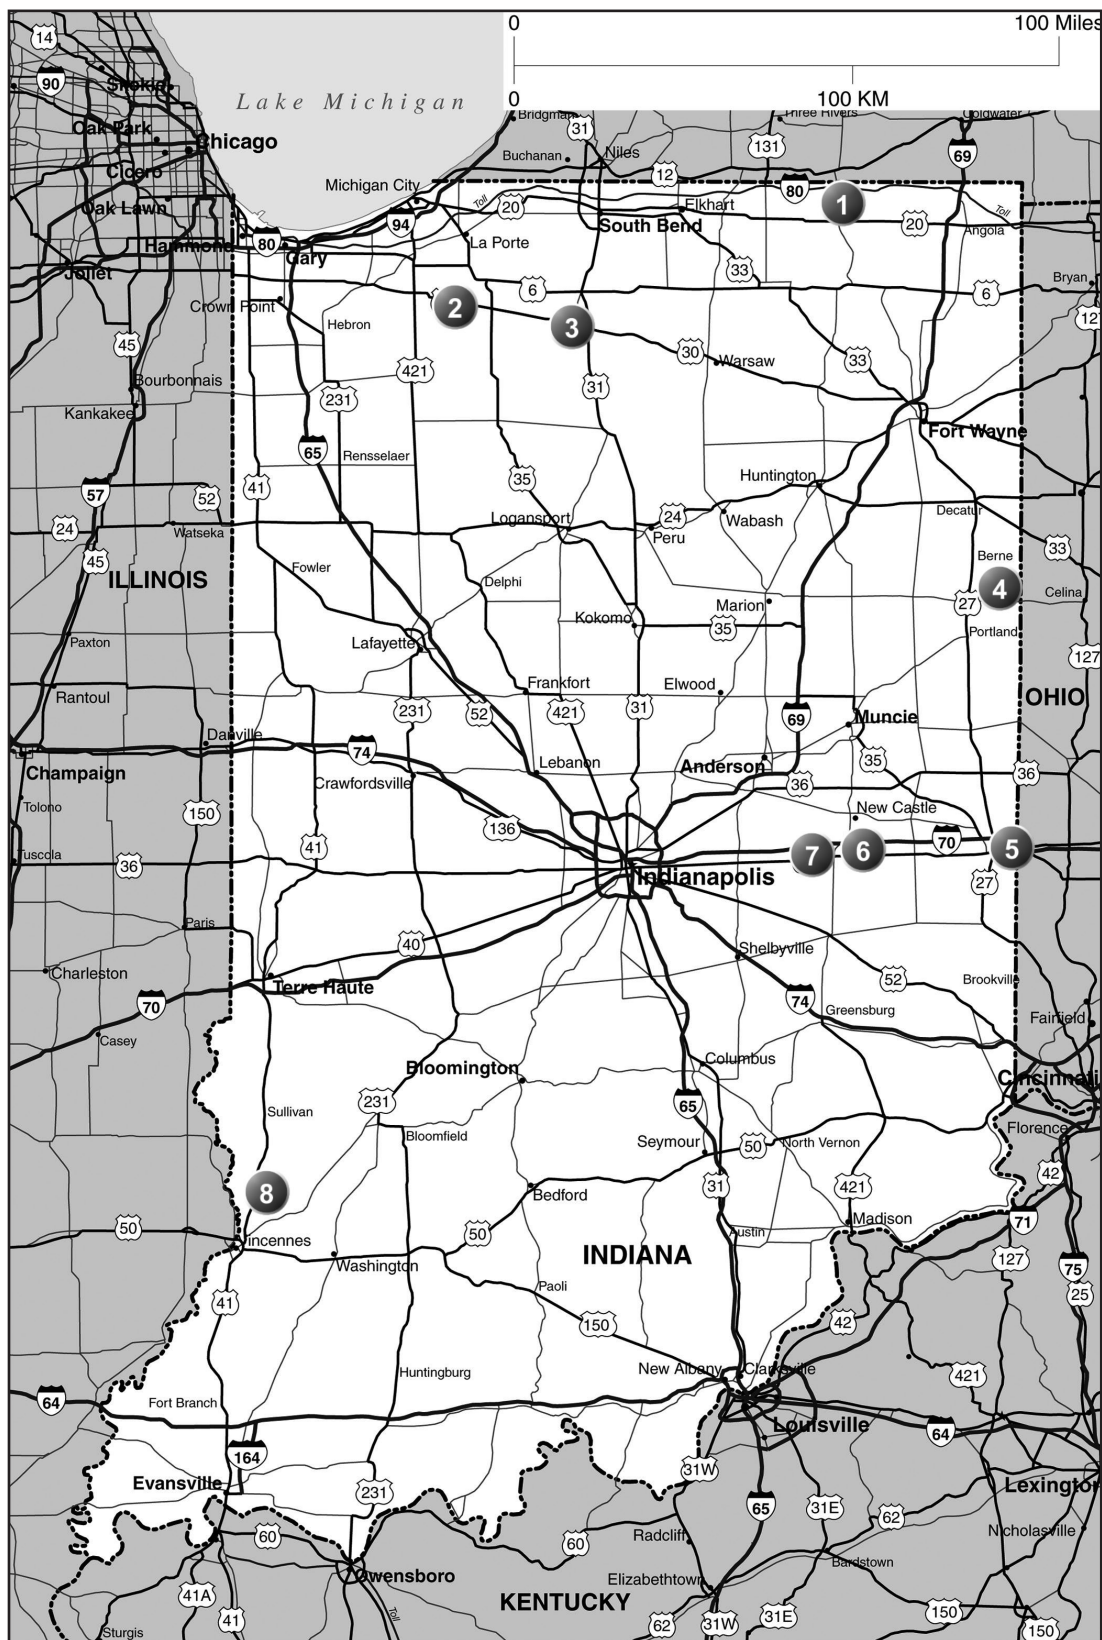 0
100 Miles
0
100 KM
14
90
Skokie
Lake Michigan
Bridgman
Three Rivers
Coldwater
31
131
69
Oak Park
Chicago
Buchanan
Niles
12
Cicero
Michigan City
80
1
Oak Lawn
Toll
20
Elkhart
Toll
94
South Bend
20
Angola
Hammond
80
Gary
La Porte
Joliet
33
Bryan
Crown Point
2
6
6
Hebron
3
127
45
30
Warsaw
33
421
31
Bourbonnais
231
Kankakee
Fort Wayne
65
Rensselaer
Huntington
57
41
35
52
Logansport
24
Wabash
Decatur
24
Watseka
Peru
33
45
Berne
ILLINOIS
Fowler
Delphi
4
Celina
27
Marion
Kokomo
35
Portland
Paxton
Lafayette
127
Rantoul
Frankfort
Elwood
OHIO
231
52
421
31
69
Muncie
Danville
74
Lebanon
Anderson
35
Champaign
Crawfordsville
36
36
Tolono
New Castle
150
136
41
70
5
Tuscola
7
6
36
Indianapolis
27
Paris
40
Shelbyville
Charleston
52
Brookville
Terre Haute
74
70
Greensburg
Fairfield
Casey
Columbus
Bloomington
Cincinnati
231
65
Sullivan
Florence
Bloomfield
Seymour
50
North Vernon
42
8
Bedford
31
421
50
Madison
71
50
Austin
Vincennes
INDIANA
127
Washington
75
Paoli
25
41
150
42
New Albany
Clarksville
Huntingburg
421
64
Fort Branch
Louisville
64
164
31W
Evansville
231
Lexington
65
31E
62
60
60
Radcliff
Nicholasville
Owensboro
Bardstown
Elizabethtown
41A
KENTUCKY
Toll
150
41
62
31W
31E
150
Sturgis